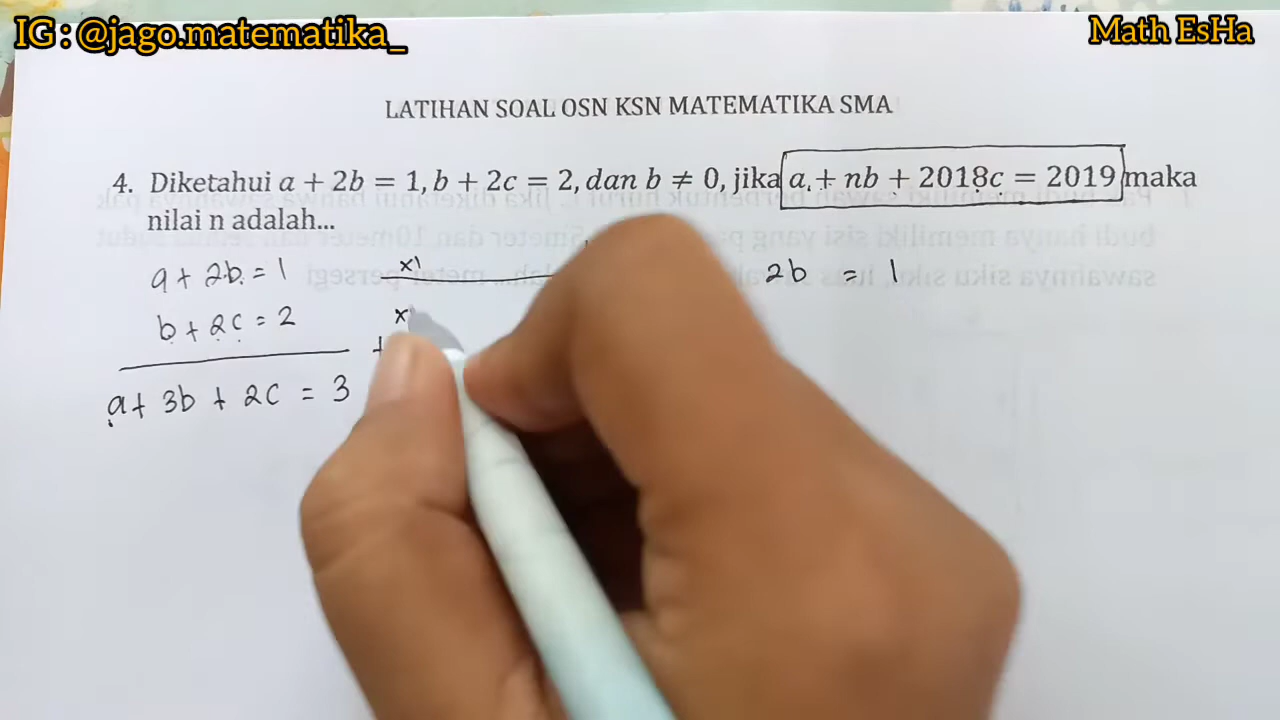 IG : @jago.matematika_
Math EsHa
LATIHAN SOAL OSN KSN MATEMATIKA SMA
4. Diketahui a + 2b = 1, b + 2c = 2, dan b ≠ 0, jika a + nb + 2018c = 2019 maka
nilai n adalah...
a + 2b = 1 x1 2b = 1
b + 2c = 2 x
+
a + 3b + 2c = 3